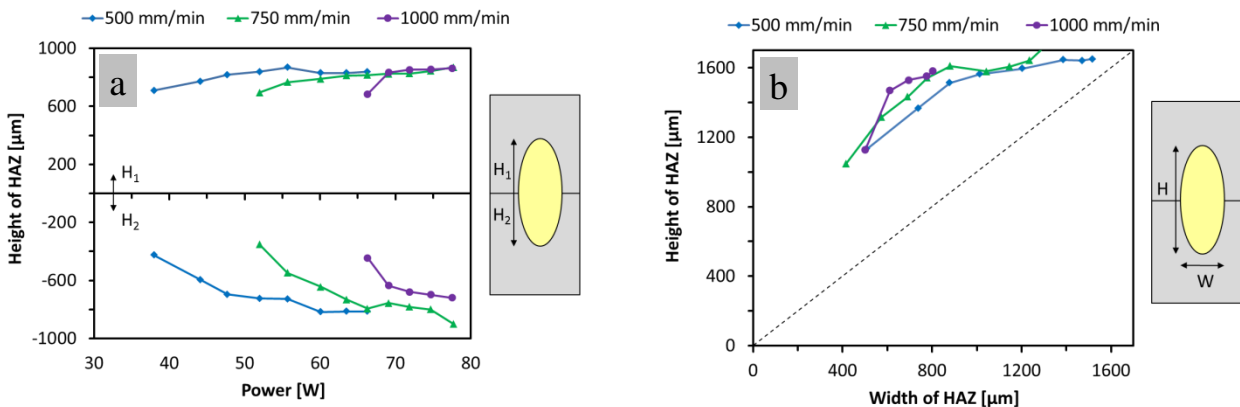 500 mm/min 750 mm/min 1000 mm/min
a
Height of HAZ [µm]
1000
600
200
-200
-600
-1000
H1
H2
30 40 50 60 70 80
Power [W]
H1
H2
500 mm/min 750 mm/min 1000 mm/min
b
Height of HAZ [µm]
1600
1200
800
400
0
0 400 800 1200 1600
Width of HAZ [µm]
H
W